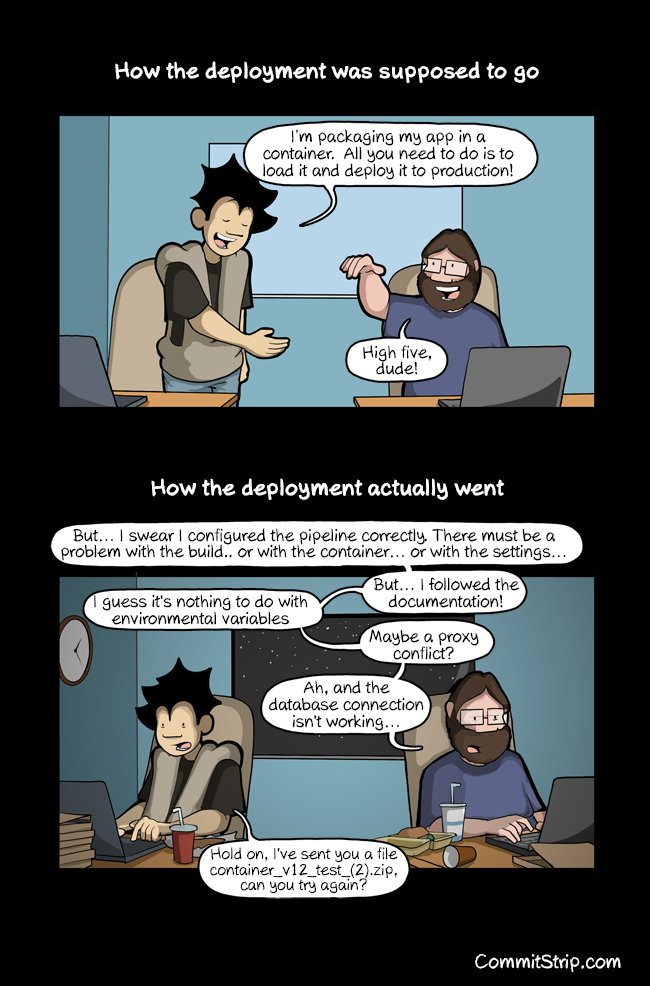 How the deployment was supposed to go
I'm packaging my app in a
container. All you need to do is to
load it and deploy it to production!
High five,
dude!
How the deployment actually went
But... I swear I configured the pipeline correctly. There must be a
problem with the build.. or with the container... or with the settings...
But... I followed the
documentation!
I guess it's nothing to do with
environmental variables
Maybe a proxy
conflict?
Ah, and the
database connection
isn't working...
Hold on, I've sent you a file
container_v12_test_(2).zip,
can you try again?
CommitStrip.com